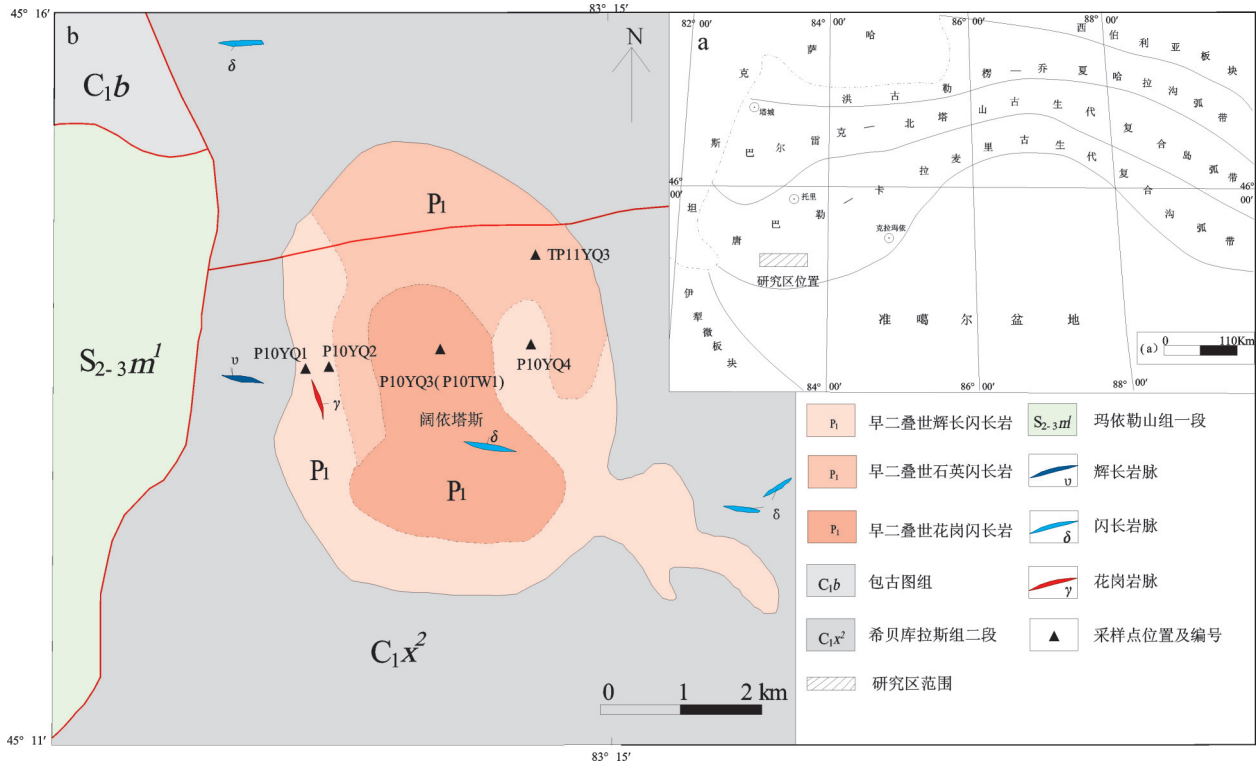 45° 16′
83° 15′
b
δ
C₁b
N
P₁
TP11YQ3
S₂₋₃m¹
P10YQ1
P10YQ2
P10YQ3( P10TW1)
P10YQ4
υ
γ
阔依塔斯
δ
P₁
P₁
δ
C₁x²
0 1 2 km
45° 11′
83° 15′
a
82° 00′
84° 00′
86° 00′
88° 00′
哈萨克斯坦
西伯利亚板块
洪古勒楞—乔夏哈拉沟弧带
塔城
巴尔雷克—北塔山古生代复合岛弧带
46° 00′
46° 00′
托里
唐巴勒—卡拉麦里古生代复合沟弧带
克拉玛依
研究区位置
伊犁微板块
准噶尔盆地
(a) 0 110Km
84° 00′
86° 00′
88° 00′
P₁ 早二叠世辉长闪长岩
S₂₋₃m¹ 玛依勒山组一段
P₁ 早二叠世石英闪长岩
υ 辉长岩脉
P₁ 早二叠世花岗闪长岩
δ 闪长岩脉
C₁b 包古图组
γ 花岗岩脉
C₁x² 希贝库拉斯组二段
采样点位置及编号
研究区范围